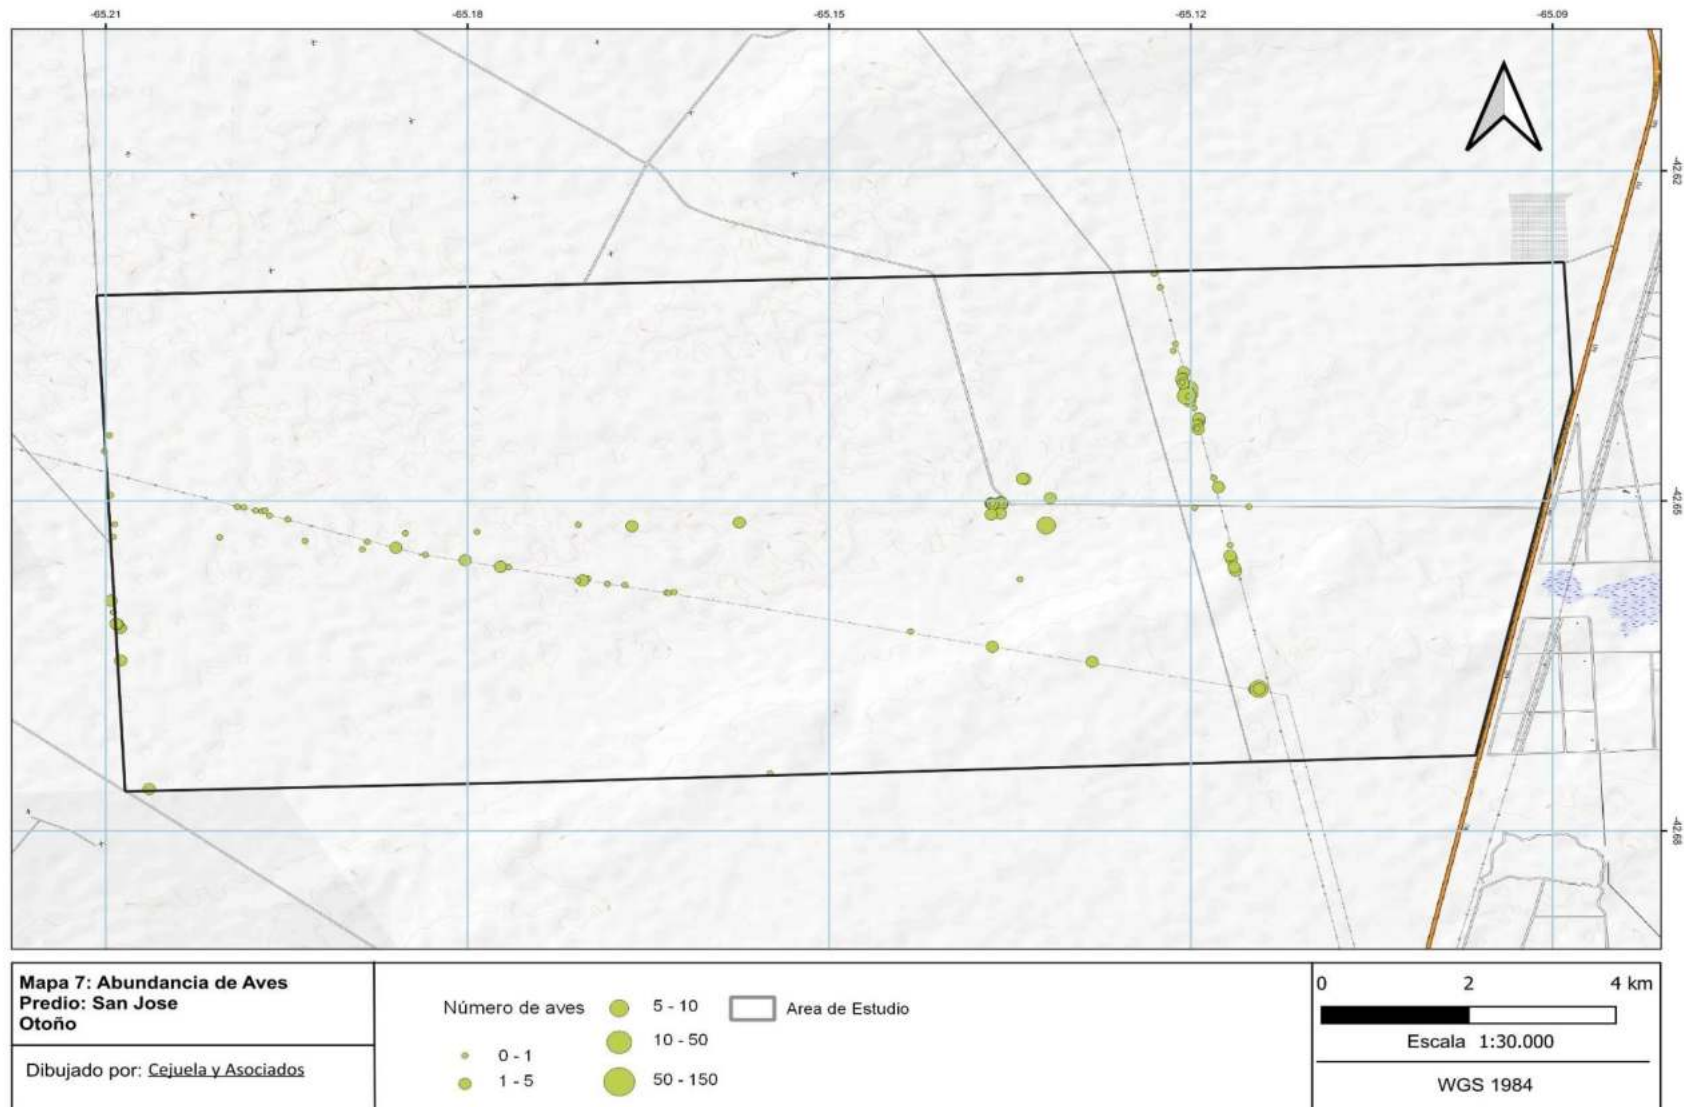 -65.21
-65.18
-65.15
-65.12
-65.09
-42.62
-42.65
-42.68
Mapa 7: Abundancia de Aves
Predio: San Jose
Otoño
Dibujado por: Cejuela y Asociados
Número de aves
0 - 1
1 - 5
5 - 10
10 - 50
50 - 150
Area de Estudio
0 2 4 km
Escala 1:30.000
WGS 1984